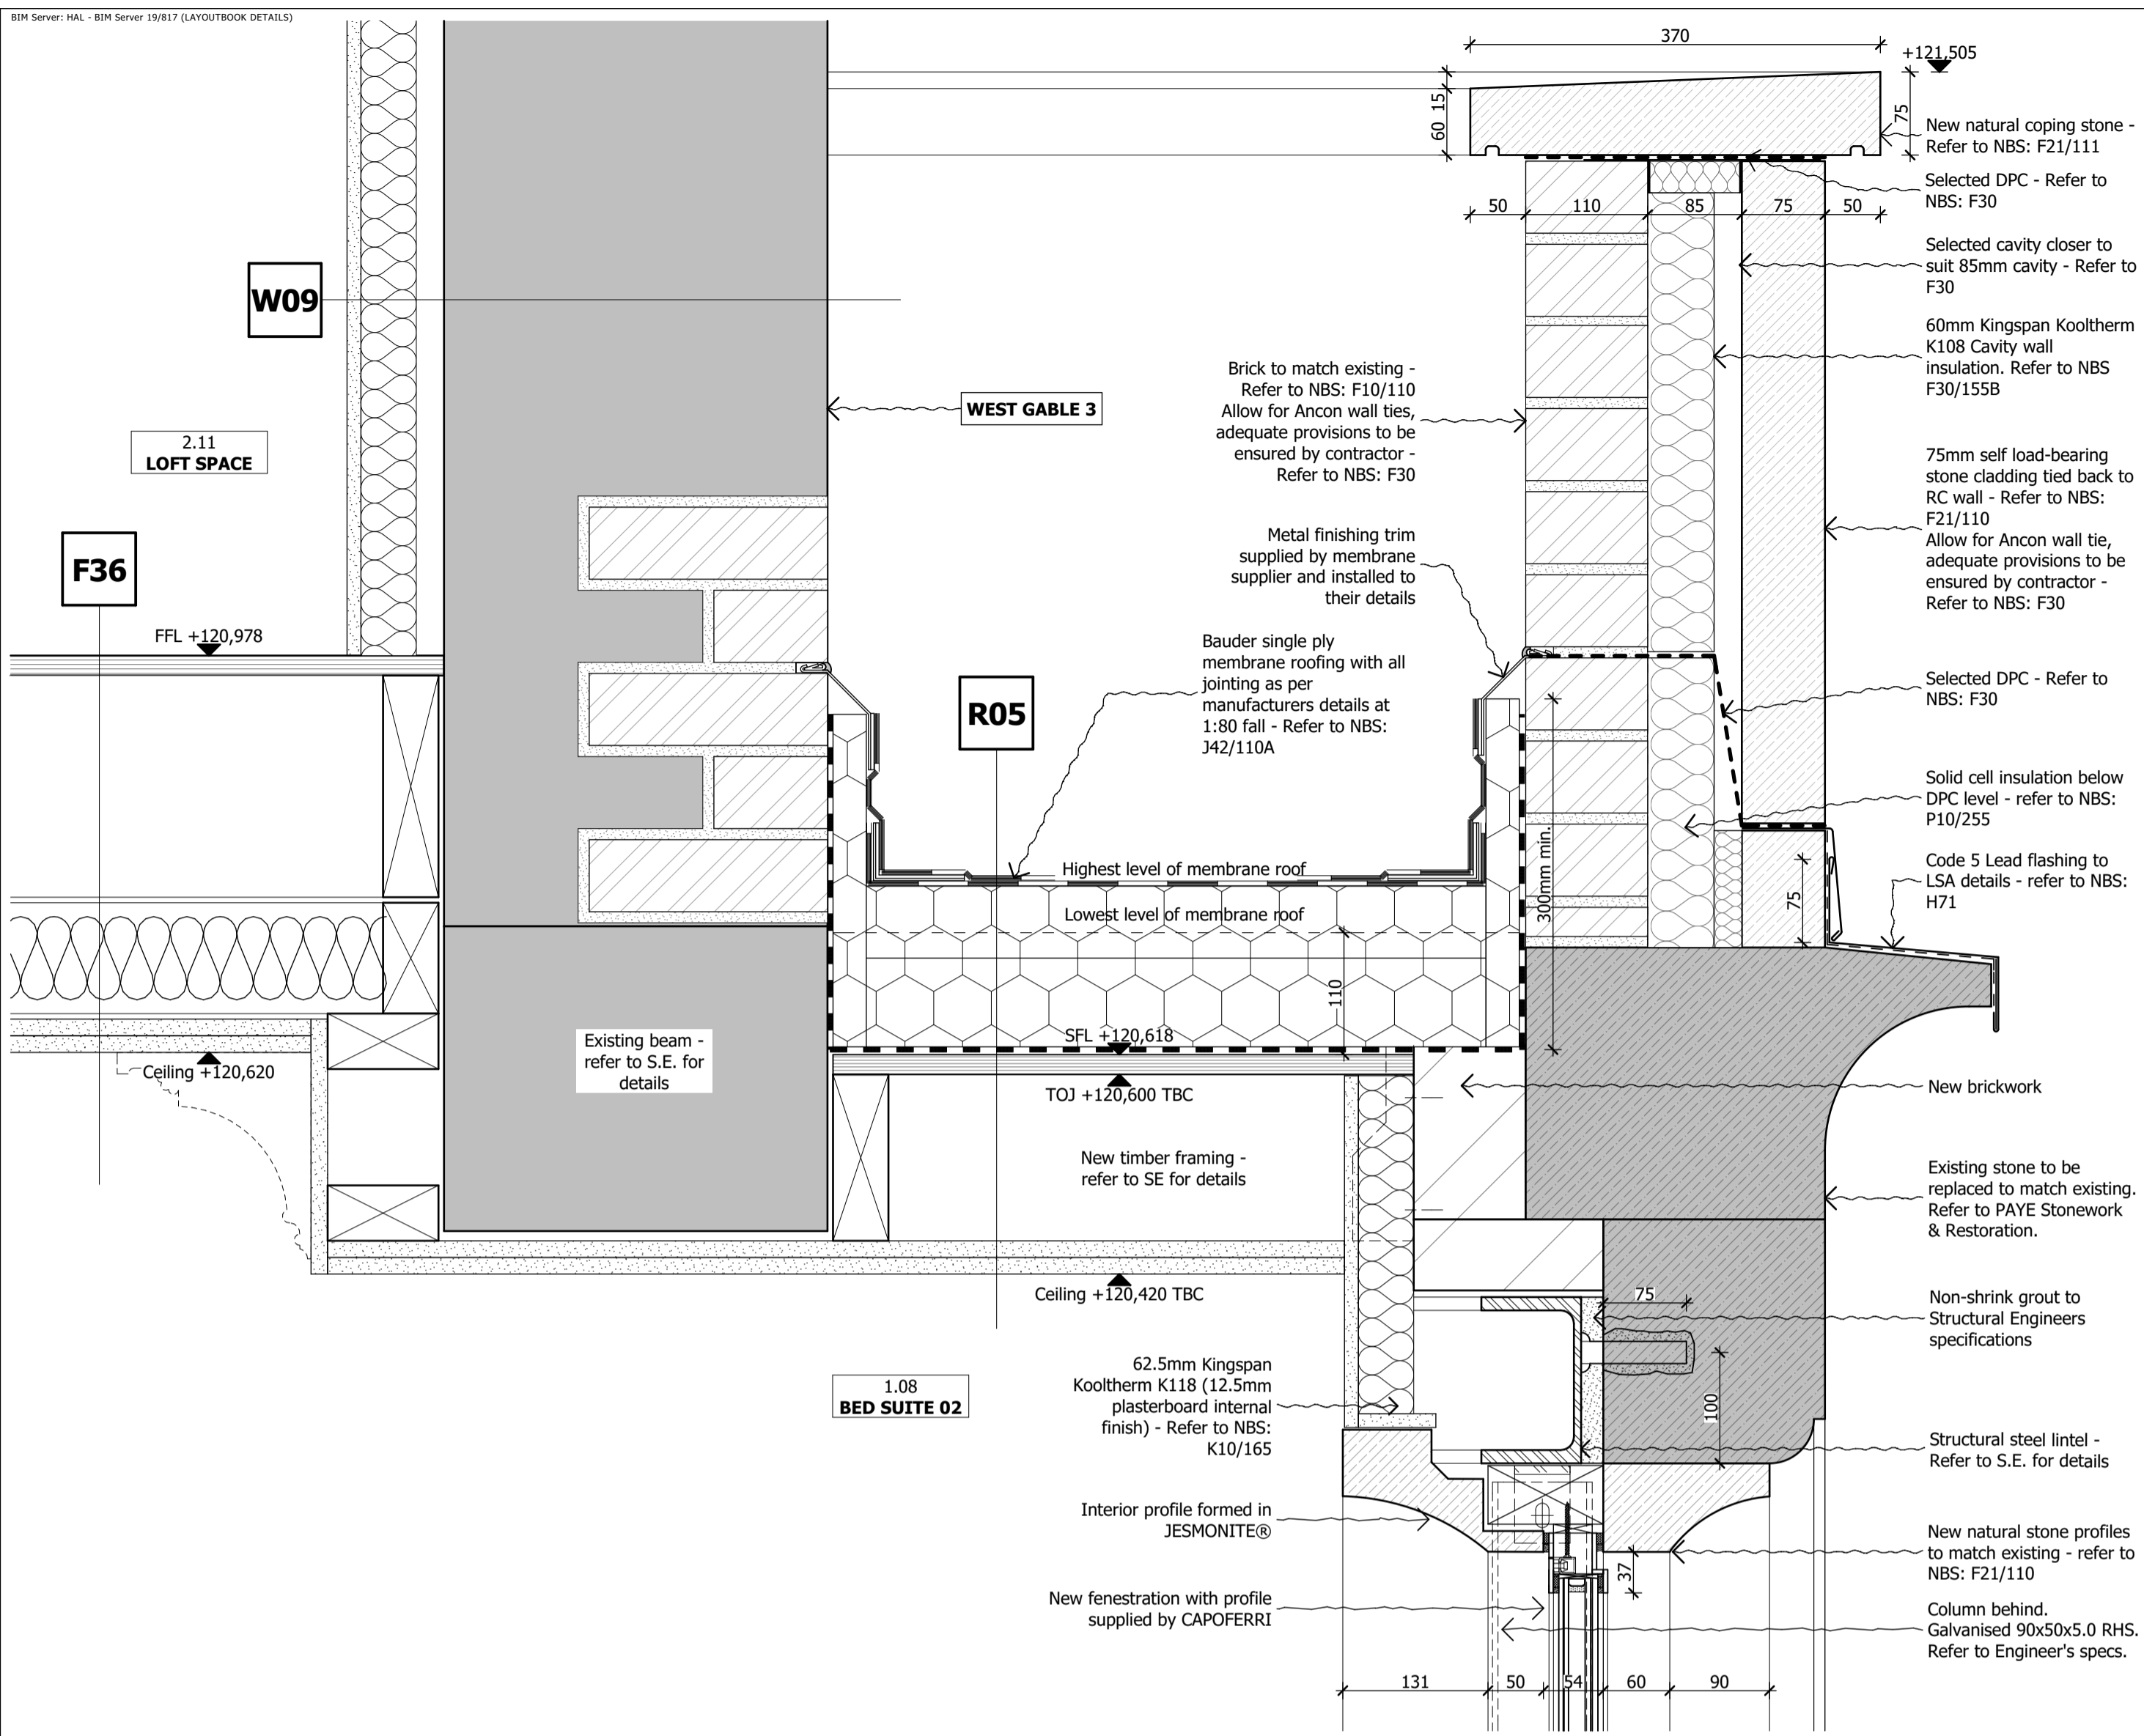 BIM Server: HAL - BIM Server 19/817 (LAYOUTBOOK DETAILS)
370
+121,505
15
60
75
New natural coping stone -
Refer to NBS: F21/111
Selected DPC - Refer to
NBS: F30
50
110
85
75
50
Selected cavity closer to
suit 85mm cavity - Refer to
F30
W09
60mm Kingspan Kooltherm
K108 Cavity wall
insulation. Refer to NBS
F30/155B
Brick to match existing -
Refer to NBS: F10/110
Allow for Ancon wall ties,
adequate provisions to be
ensured by contractor -
Refer to NBS: F30
WEST GABLE 3
2.11
LOFT SPACE
75mm self load-bearing
stone cladding tied back to
RC wall - Refer to NBS:
F21/110
Allow for Ancon wall tie,
adequate provisions to be
ensured by contractor -
Refer to NBS: F30
F36
Metal finishing trim
supplied by membrane
supplier and installed to
their details
FFL +120,978
Bauder single ply
membrane roofing with all
jointing as per
manufacturers details at
1:80 fall - Refer to NBS:
J42/110A
Selected DPC - Refer to
NBS: F30
R05
Solid cell insulation below
DPC level - refer to NBS:
P10/255
Highest level of membrane roof
300mm min.
75
Code 5 Lead flashing to
LSA details - refer to NBS:
H71
Lowest level of membrane roof
110
SFL +120,618
Existing beam -
refer to S.E. for
details
Ceiling +120,620
TOJ +120,600 TBC
New brickwork
New timber framing -
refer to SE for details
Existing stone to be
replaced to match existing.
Refer to PAYE Stonework
& Restoration.
Ceiling +120,420 TBC
75
Non-shrink grout to
Structural Engineers
specifications
62.5mm Kingspan
Kooltherm K118 (12.5mm
plasterboard internal
finish) - Refer to NBS:
K10/165
1.08
BED SUITE 02
100
Structural steel lintel -
Refer to S.E. for details
Interior profile formed in
JESMONITE®
New natural stone profiles
to match existing - refer to
NBS: F21/110
37
New fenestration with profile
supplied by CAPOFERRI
Column behind.
Galvanised 90x50x5.0 RHS.
Refer to Engineer's specs.
131
50
54
60
90